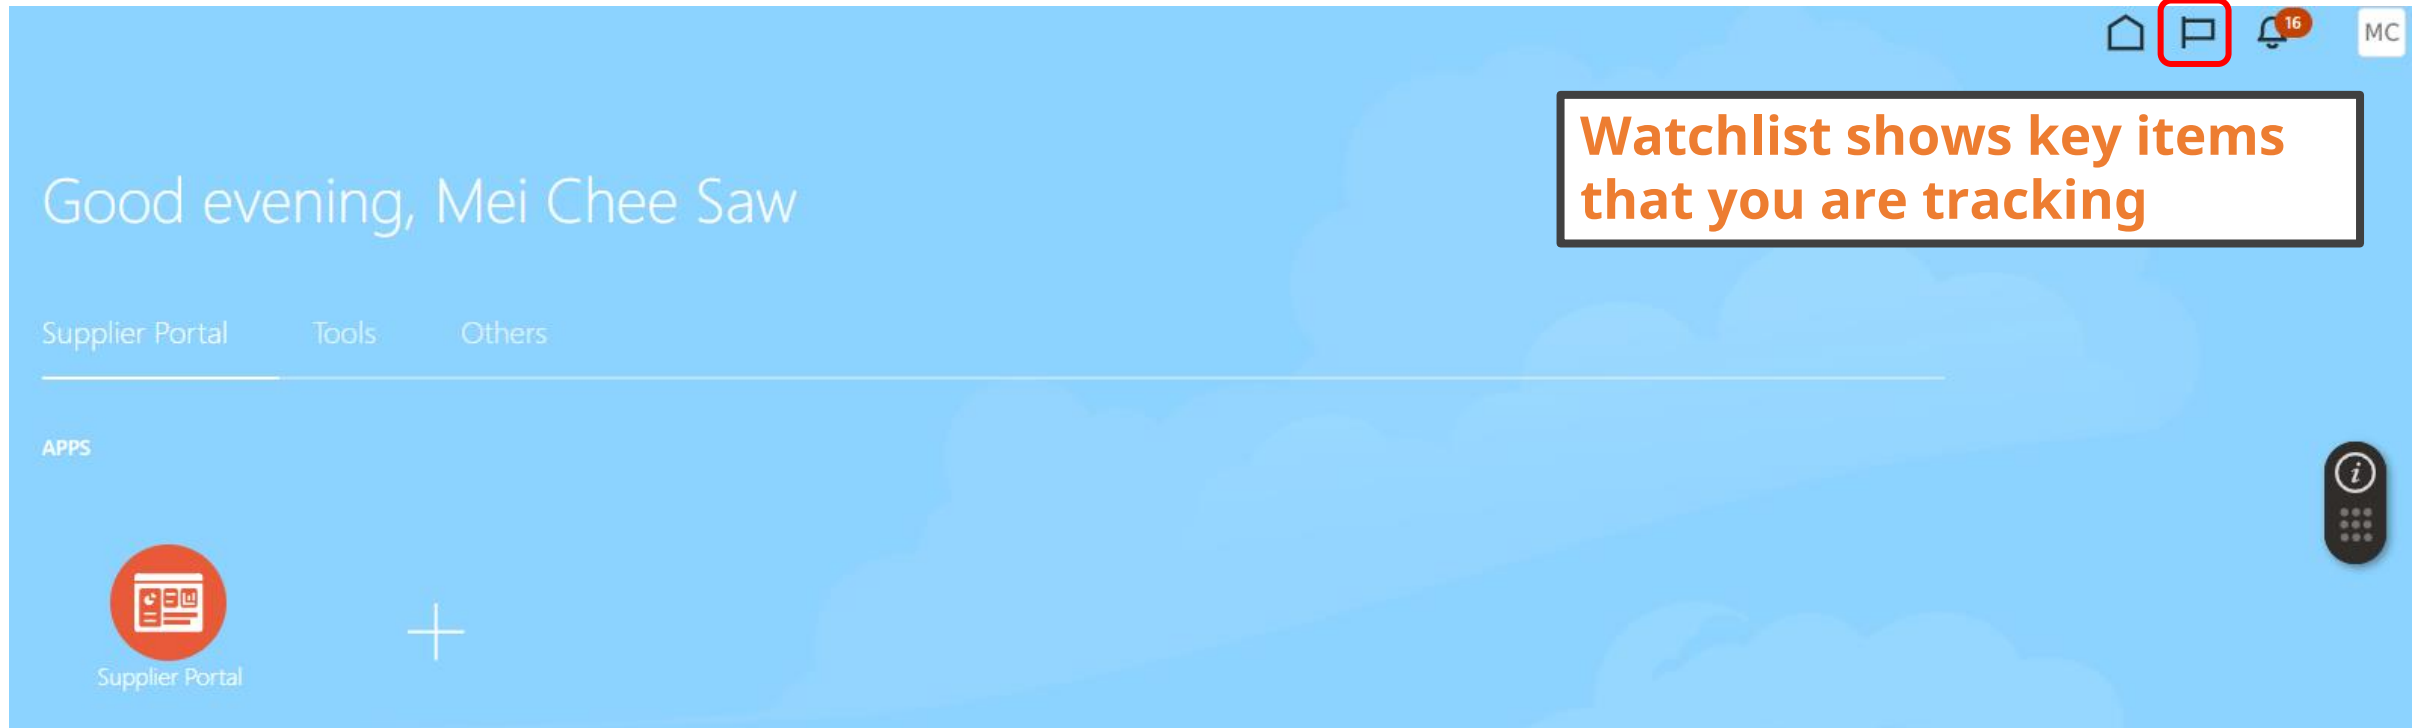 16
MC
Watchlist shows key items
that you are tracking
Good evening, Mei Chee Saw
Supplier Portal Tools Others
APPS
i
Supplier Portal